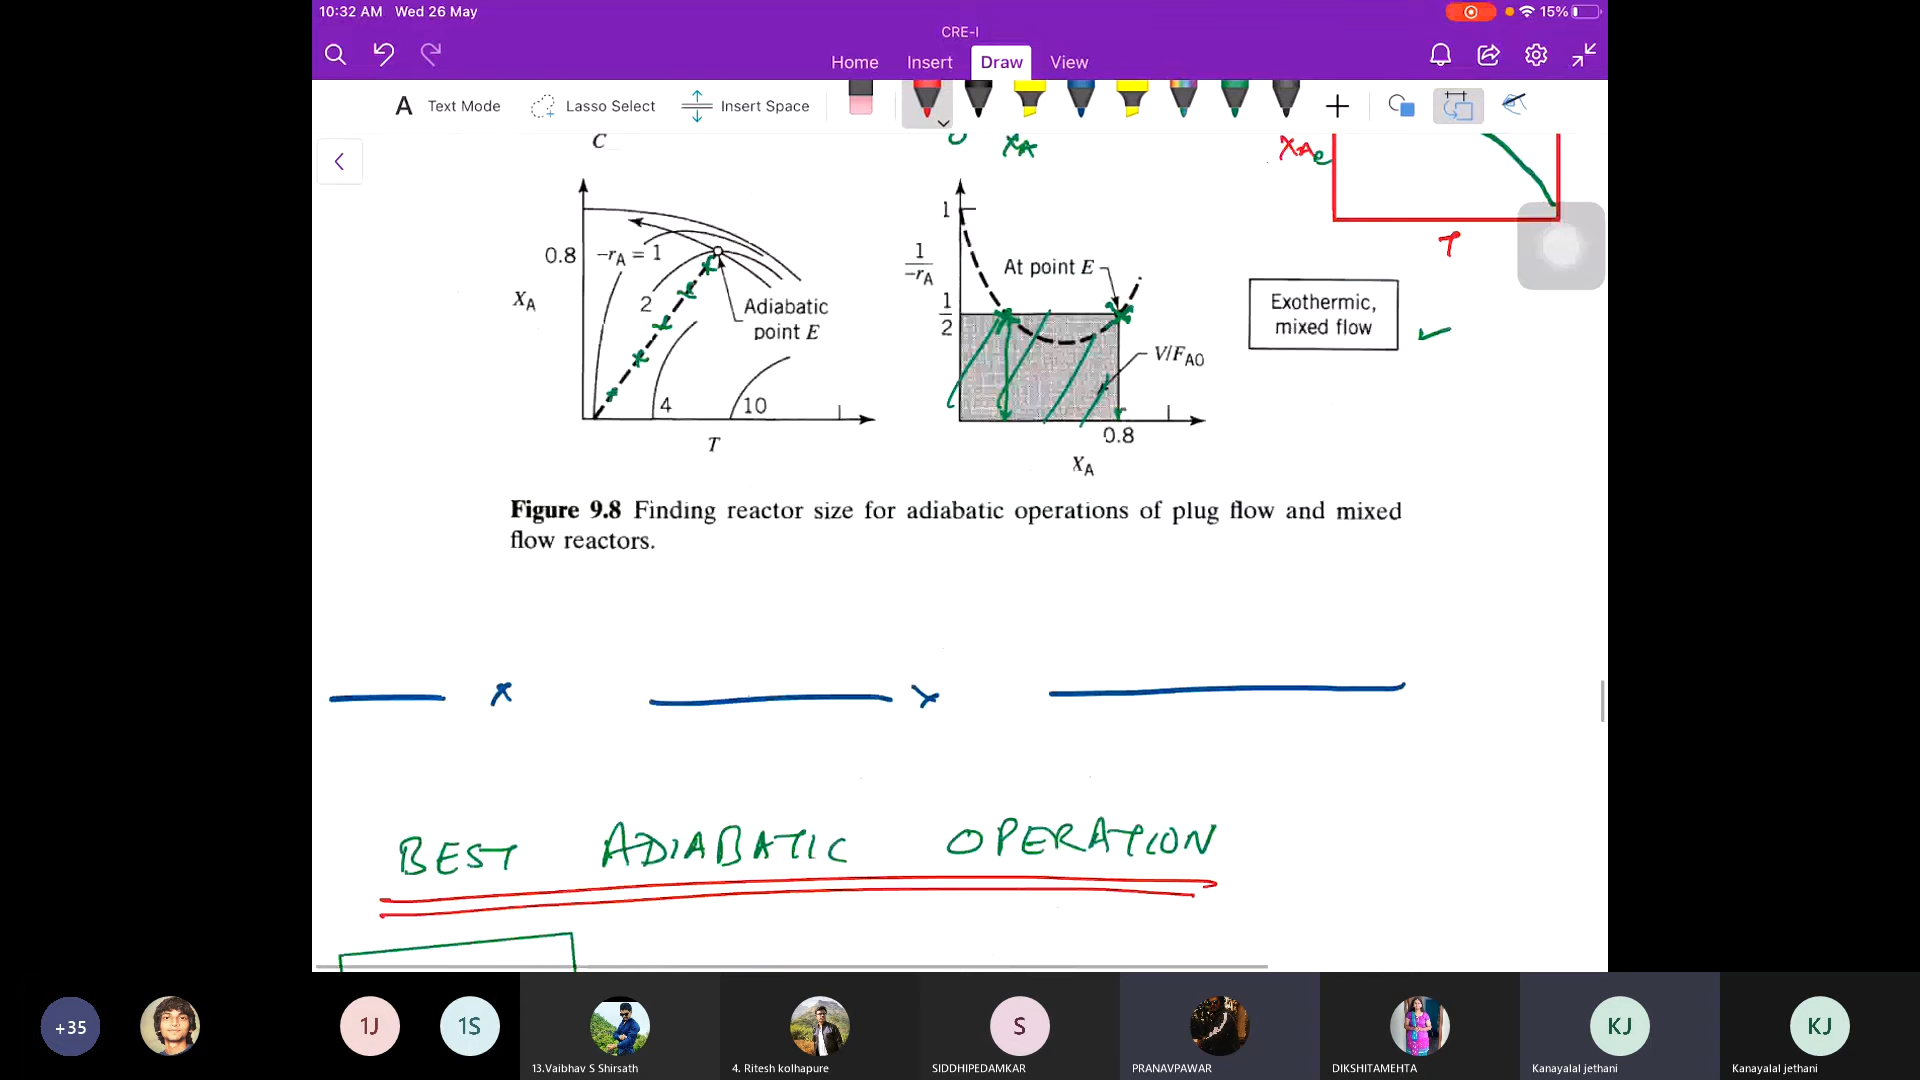 10:32 AM Wed 26 May
15%
CRE-I
Home Insert Draw View
A Text Mode Lasso Select Insert Space
C
0
XA
XAe
T
0.8
-rA = 1
XA
2
Adiabatic
point E
4
10
T
1
1
-rA
At point E
1
2
V/FA0
0.8
XA
Exothermic,
mixed flow
Figure 9.8 Finding reactor size for adiabatic operations of plug flow and mixed
flow reactors.
BEST ADIABATIC OPERATION
+35
1J
1S
13.Vaibhav S Shirsath
4. Ritesh kolhapure
S
SIDDHIPEDAMKAR
PRANAVPAWAR
DIKSHITAMEHTA
KJ
Kanayalal jethani
KJ
Kanayalal jethani